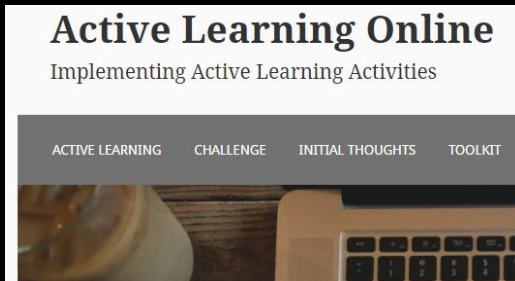 Active Learning Online
Implementing Active Learning Activities
ACTIVE LEARNING CHALLENGE INITIAL THOUGHTS TOOLKIT